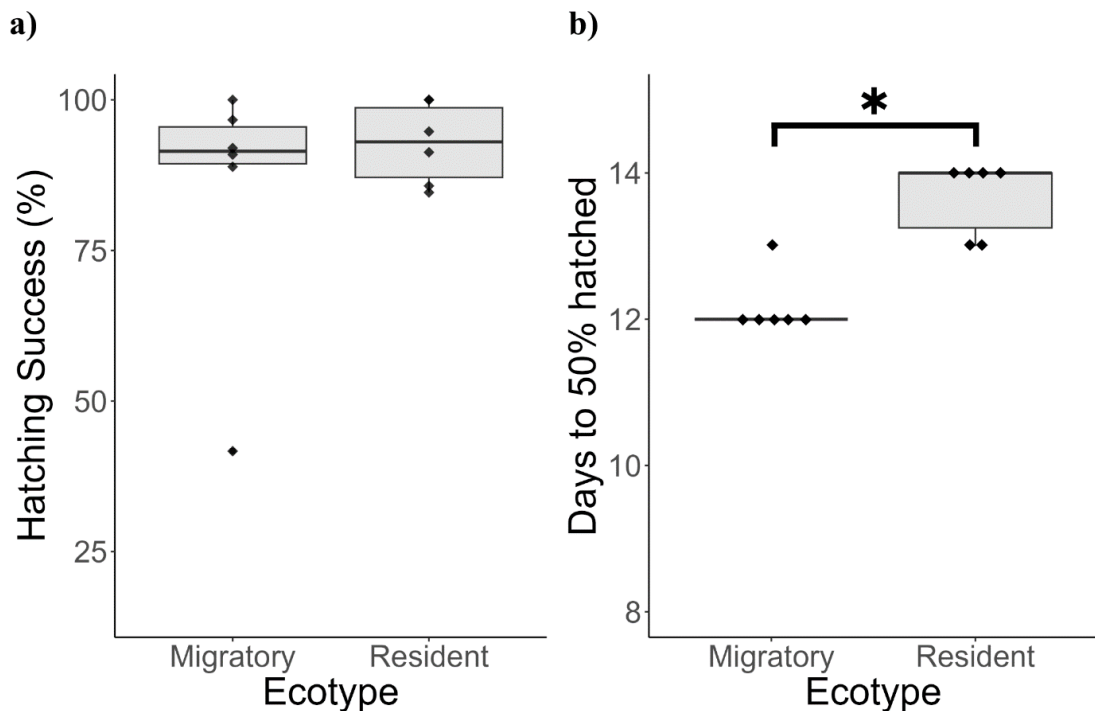 a)
Hatching Success (%)
100
75
50
25
Migratory
Resident
Ecotype
b)
Days to 50% hatched
14
12
10
8
*
Migratory
Resident
Ecotype